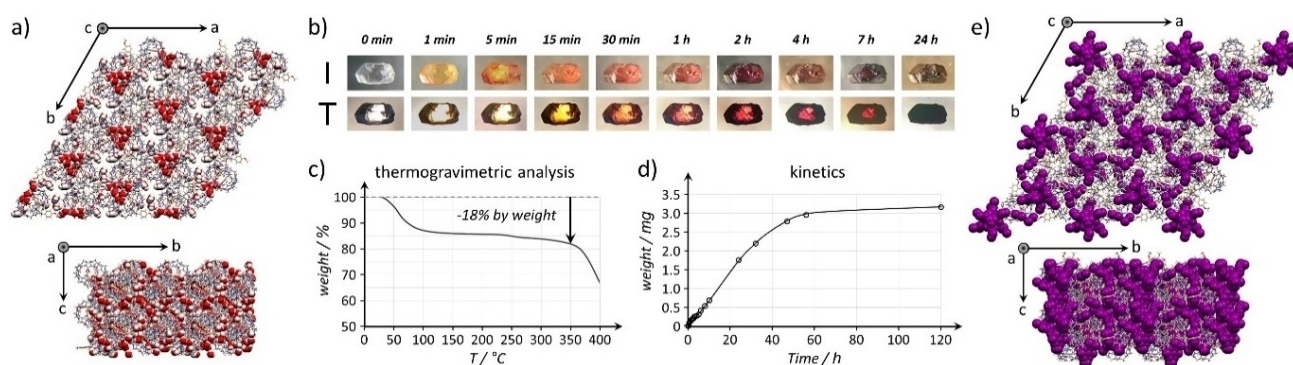 a)
c
a
b
a
b
c
b)
0 min 1 min 5 min 15 min 30 min 1 h 2 h 4 h 7 h 24 h
I
T
c) thermogravimetric analysis
100
90
80
70
60
50
-18% by weight
weight / %
0 50 100 150 200 250 300 350 400
T / °C
d) kinetics
3.5
3.0
2.5
2.0
1.5
1.0
0.5
0
weight / mg
0 20 40 60 80 100 120
Time / h
e)
c
a
b
a
b
c